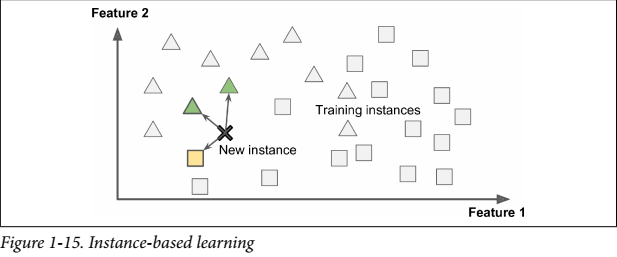 Feature 2
Training instances
New instance
Feature 1
Figure 1-15. Instance-based learning